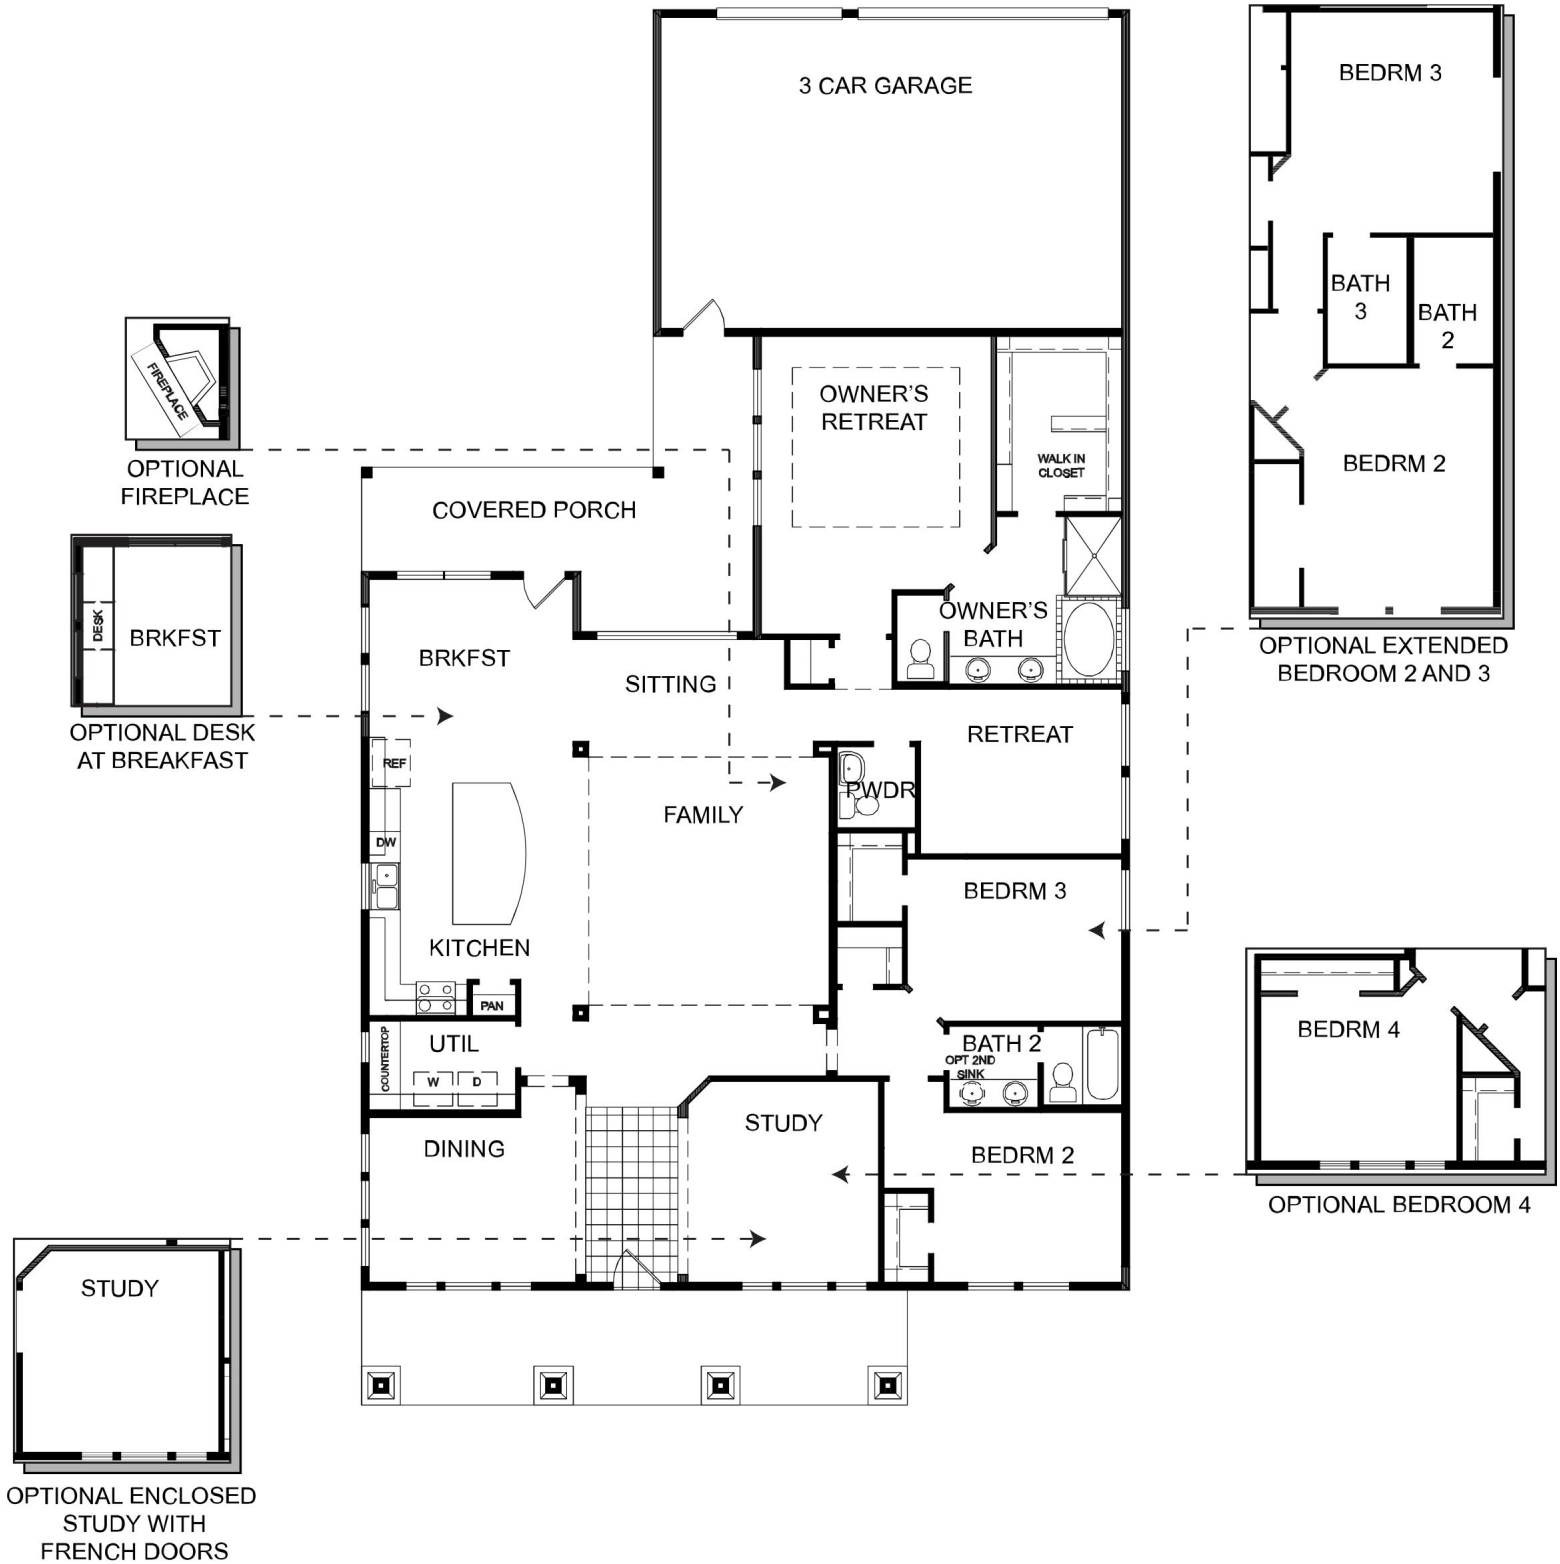 3 CAR GARAGE
BEDRM 3
BATH
3
BATH
2
BEDRM 2
OPTIONAL EXTENDED
BEDROOM 2 AND 3
FIREPLACE
OPTIONAL
FIREPLACE
OWNER'S
RETREAT
WALK IN
CLOSET
COVERED PORCH
DESK
BRKFST
OPTIONAL DESK
AT BREAKFAST
OWNER'S
BATH
BRKFST
SITTING
RETREAT
REF
PWDR
FAMILY
DW
BEDRM 3
KITCHEN
PAN
COUNTERTOP
UTIL
W
D
BATH 2
OPT 2ND
SINK
BEDRM 4
OPTIONAL BEDROOM 4
STUDY
DINING
BEDRM 2
STUDY
OPTIONAL ENCLOSED
STUDY WITH
FRENCH DOORS